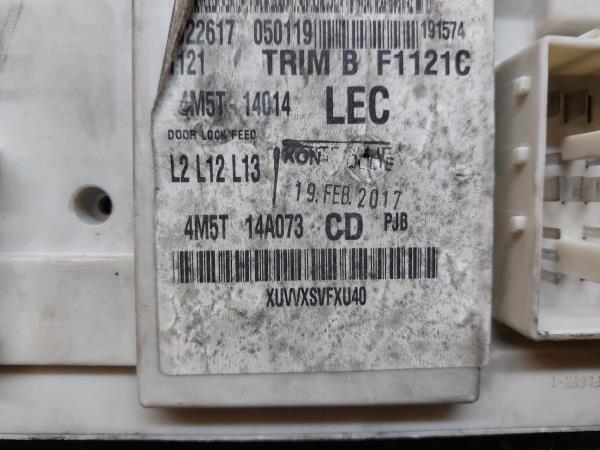 22617 050119 191574
1121 TRIM B F1121C
4M5T-14014 LEC
DOOR LOCK FEED
L2 L12 L13
19. FEB. 2017
4M5T 14A073 CD PJB
XUVVXSVFXU40